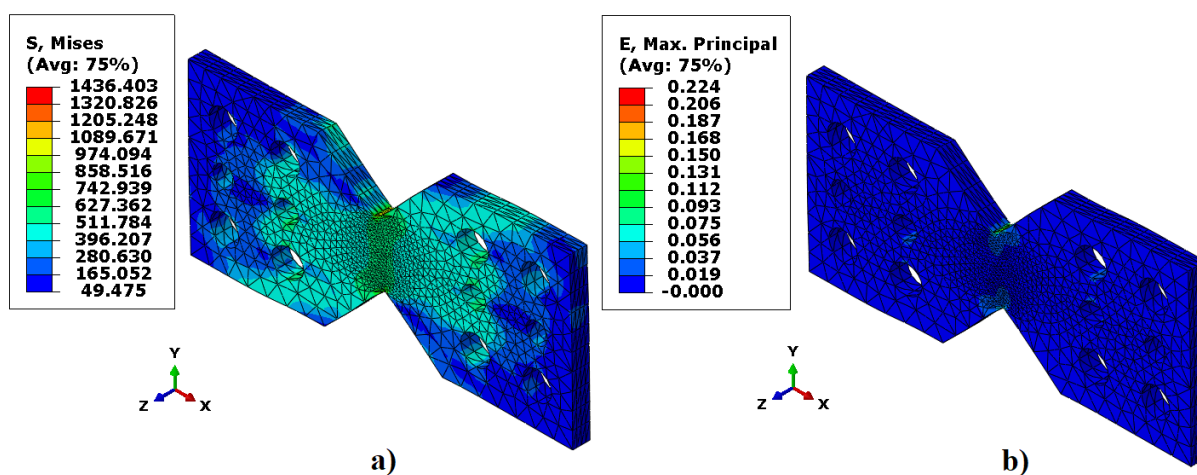 S, Mises
(Avg: 75%)
1436.403
1320.826
1205.248
1089.671
974.094
858.516
742.939
627.362
511.784
396.207
280.630
165.052
49.475
Y
Z
X
a)
E, Max. Principal
(Avg: 75%)
0.224
0.206
0.187
0.168
0.150
0.131
0.112
0.093
0.075
0.056
0.037
0.019
-0.000
Y
Z
X
b)